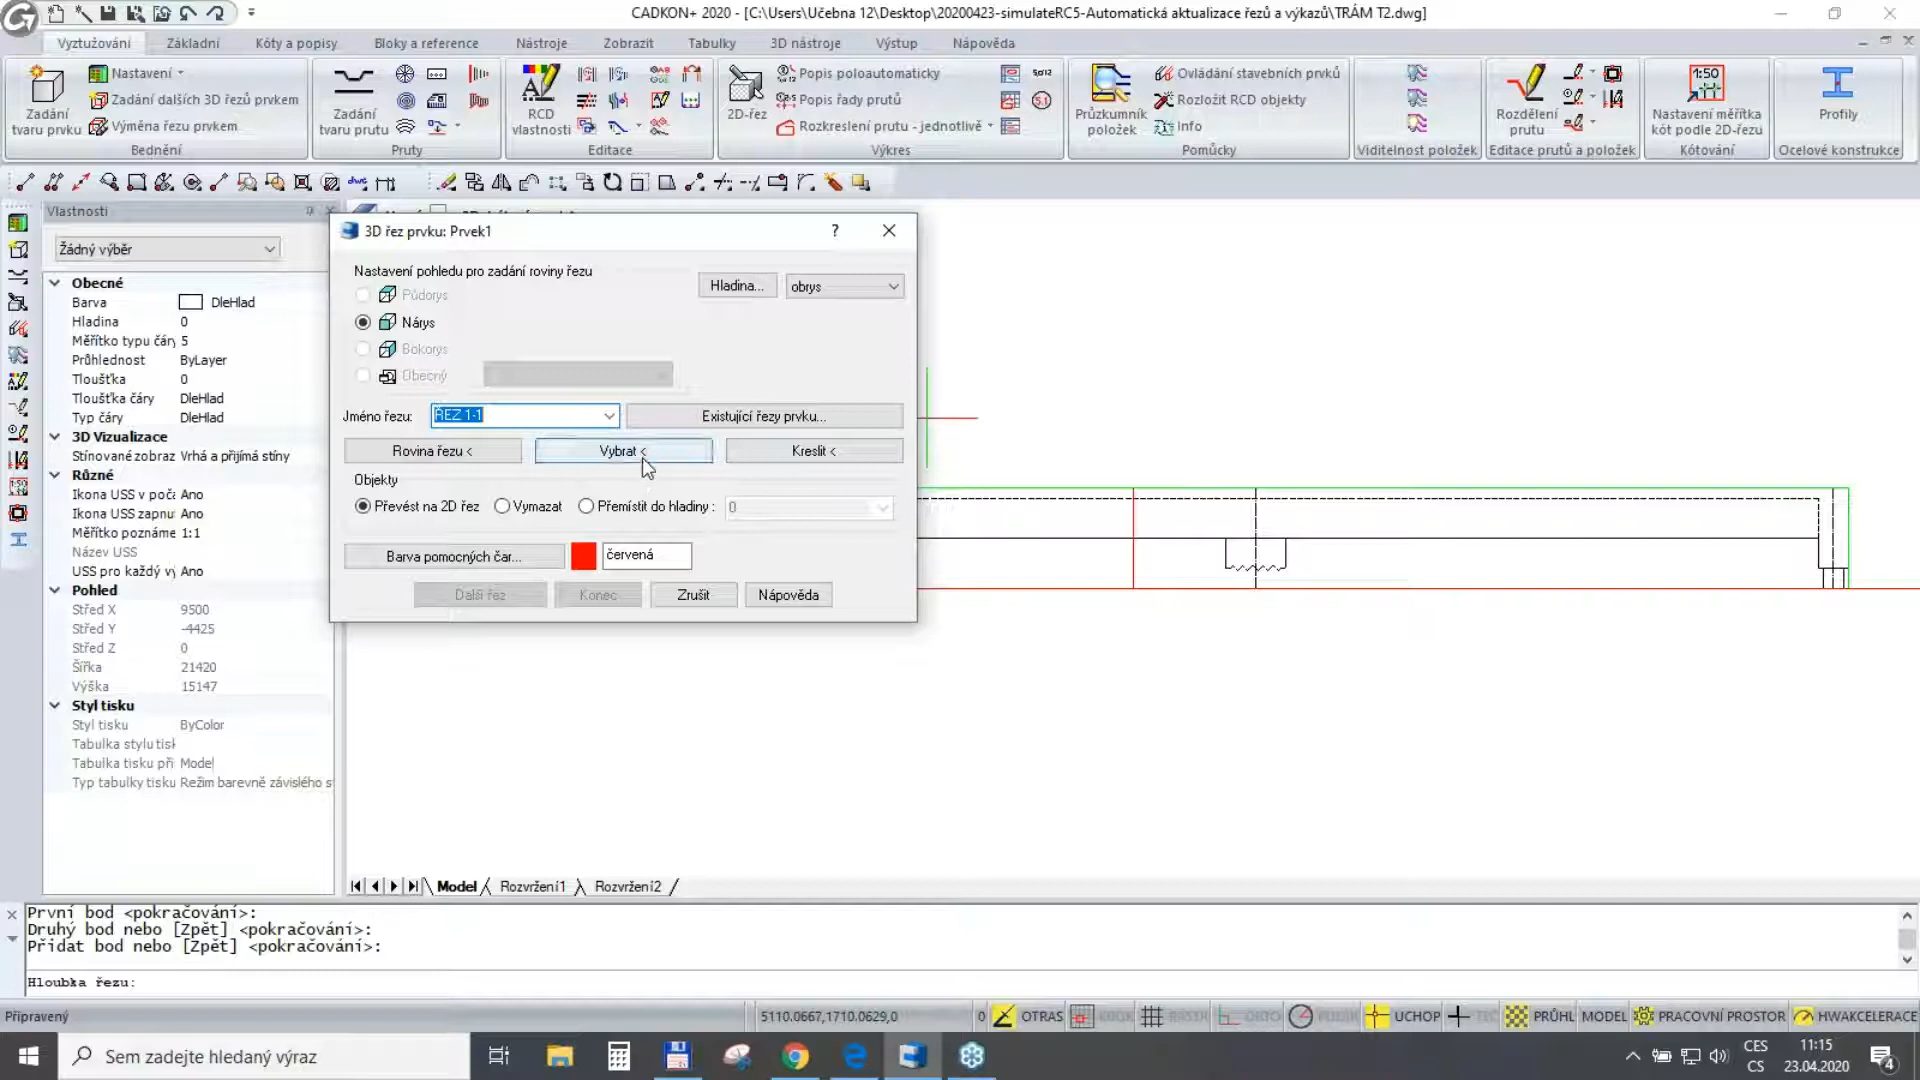 CADKON+ 2020 - [C:\Users\Učebna 12\Desktop\20200423-simulateRC5-Automatická aktualizace řezů a výkazů\TRÁM T2.dwg]
Vyztužování Základní Kóty a popisy Bloky a reference Nástroje Zobrazit Tabulky 3D nástroje Výstup Nápověda
Zadání tvaru prvku
Nastavení
Zadání dalších 3D řezů prvkem
Výměna řezu prvkem
Bednění
Zadání tvaru prutu
Pruty
RCD vlastnosti
Editace
2D-řez
Popis poloautomaticky
Popis řady prutů
Rozkreslení prutu - jednotlivě
Výkres
Průzkumník položek
Ovládání stavebních prvků
Rozložit RCD objekty
Info
Pomůcky
Viditelnost položek
Rozdělení prutu
Editace prutů a položek
1:50
Nastavení měřítka kót podle 2D-řezu
Kótování
Profily
Ocelové konstrukce
Vlastnosti
Žádný výběr
Obecné
Barva DleHlad
Hladina 0
Měřítko typu čáry 5
Průhlednost ByLayer
Tloušťka 0
Tloušťka čáry DleHlad
Typ čáry DleHlad
3D Vizualizace
Stínované zobraz Vrhá a přijímá stíny
Různé
Ikona USS v poča Ano
Ikona USS zapnu Ano
Měřítko poznáme 1:1
Název USS
USS pro každý vý Ano
Pohled
Střed X 9500
Střed Y -4425
Střed Z 0
Šířka 21420
Výška 15147
Styl tisku
Styl tisku ByColor
Tabulka stylu tisk
Tabulka tisku při Model
Typ tabulky tisku Režim barevně závislého s
3D řez prvku: Prvek1
?
Nastavení pohledu pro zadání roviny řezu
Hladina... obrys
Půdorys
Nárys
Bokorys
Obecný
Jméno řezu: ŘEZ 1-1 Existující řezy prvku...
Rovina řezu < Vybrat < Kreslit <
Objekty
Převést na 2D řez Vymazat Přemístit do hladiny : 0
Barva pomocných čar... červená
Další řez Konec Zrušit Nápověda
Model Rozvržení1 Rozvržení2
První bod <pokračování>:
Druhý bod nebo [Zpět] <pokračování>:
Přidat bod nebo [Zpět] <pokračování>:
Hloubka řezu:
Připravený 5110.0667,1710.0629,0 0 OTRAS KROK RASTR ORTO UCHOP PRŮHL MODEL PRACOVNÍ PROSTOR HWAKCELERACE
Sem zadejte hledaný výraz
CES
CS
11:15
23.04.2020
4